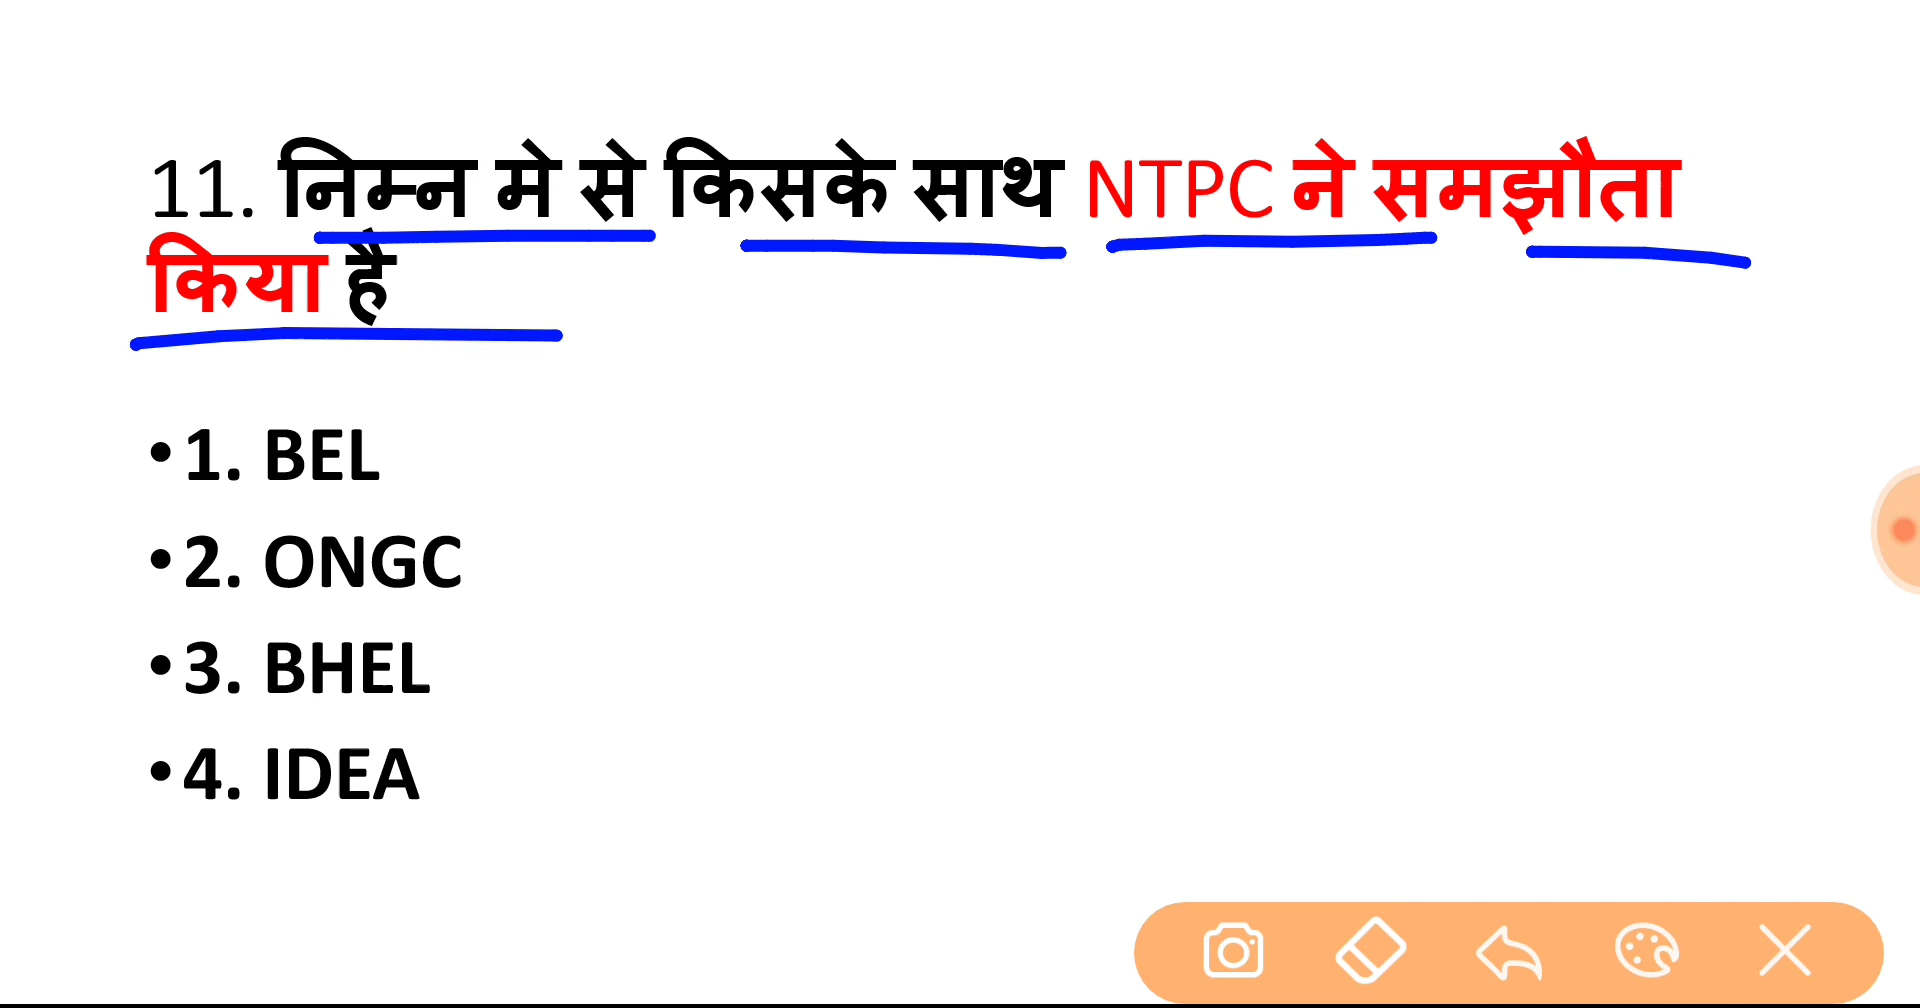 11. निम्न मे से किसके साथ NTPC ने समझौता
किया है
• 1. BEL
• 2. ONGC
• 3. BHEL
• 4. IDEA